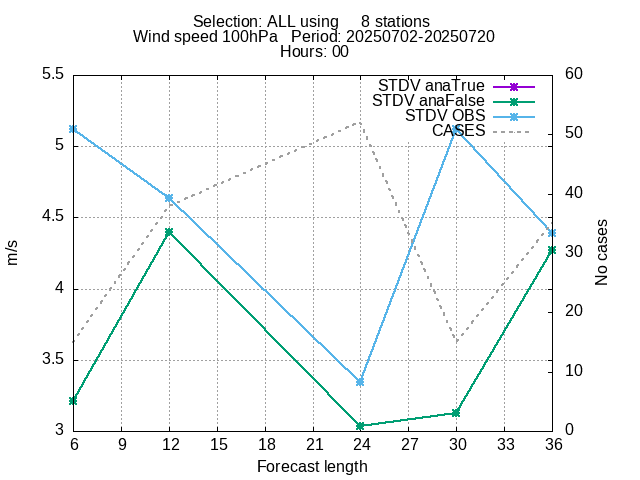 Selection: ALL using     8 stations
Wind speed 100hPa   Period: 20250702-20250720
Hours: 00
5.5
5
4.5
4
3.5
3
60
50
40
30
20
10
0
STDV anaTrue
STDV anaFalse
STDV OBS
CASES
m/s
No cases
6 9 12 15 18 21 24 27 30 33 36
Forecast length